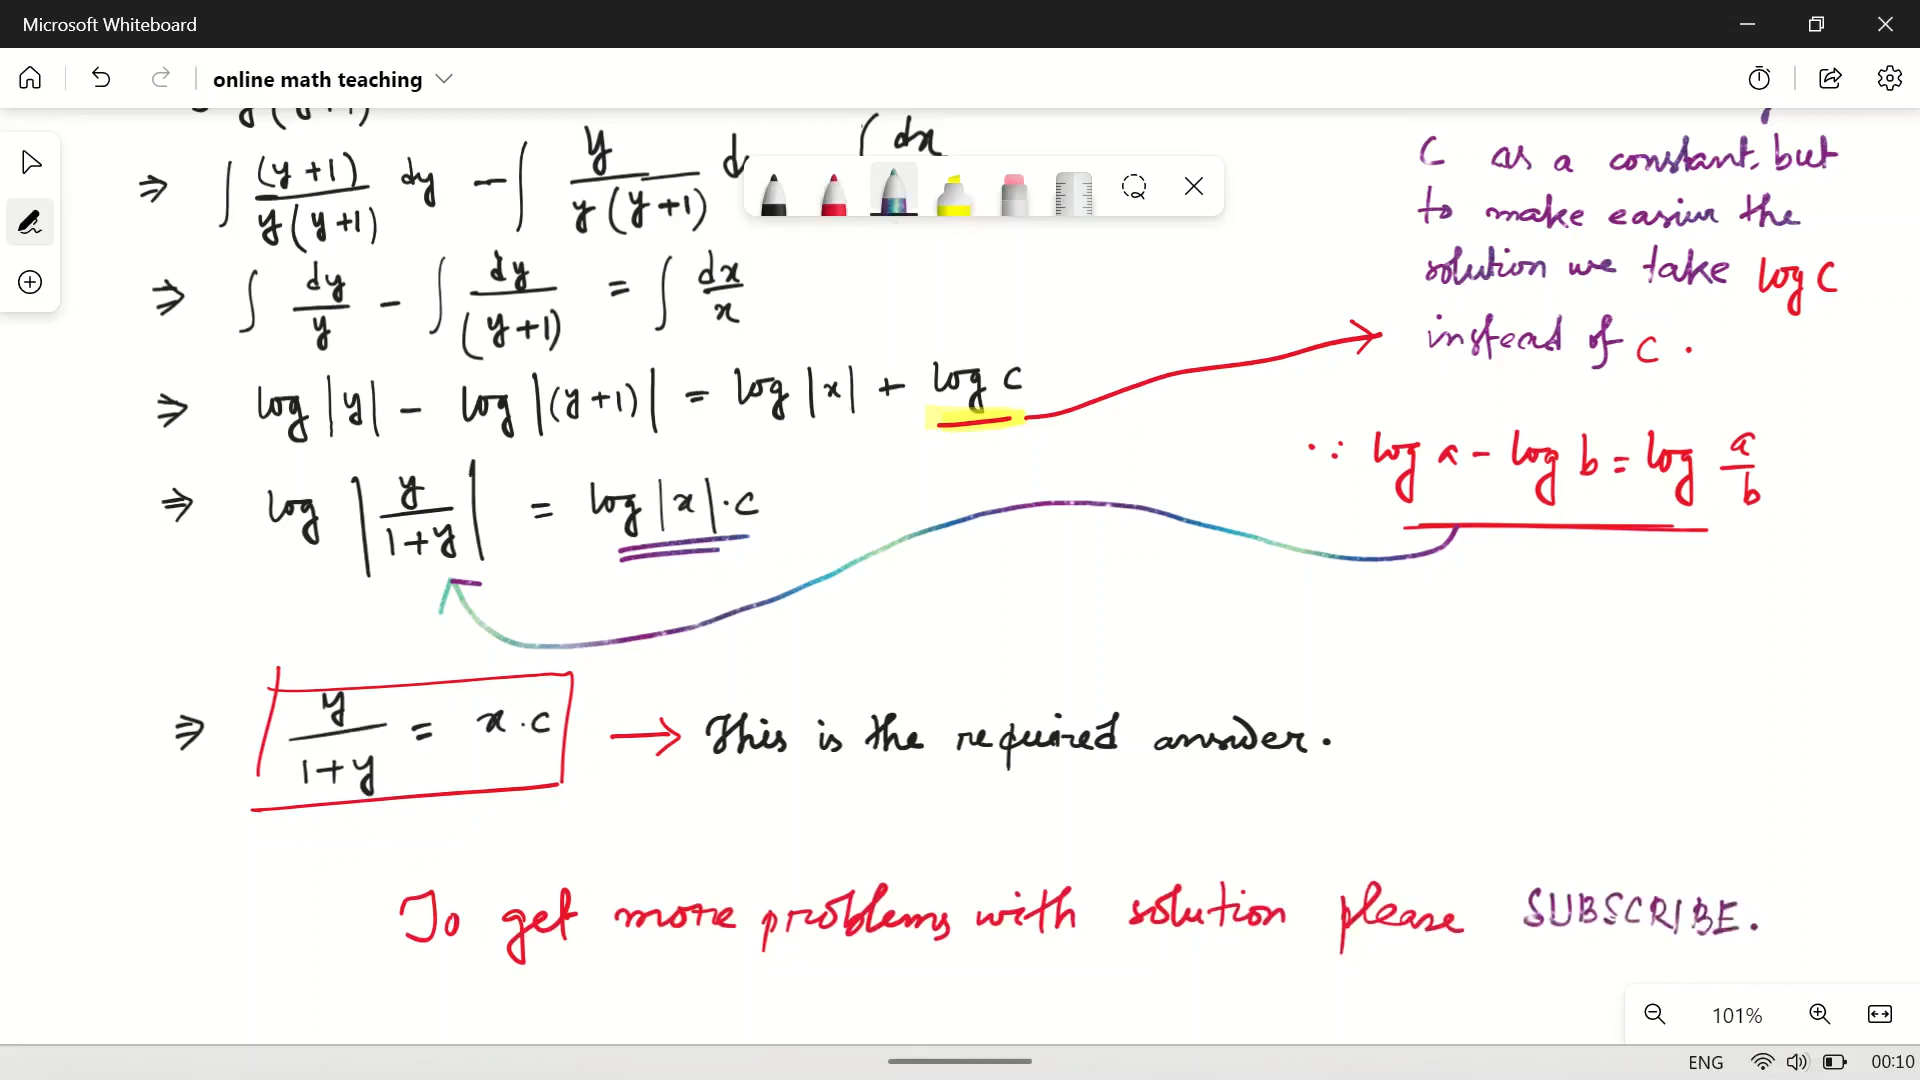 Microsoft Whiteboard
online math teaching
⇒ ∫ (y+1)/y(y+1) dy − ∫ y/y(y+1) ∫ dx
⇒ ∫ dy/y − ∫ dy/(y+1) = ∫ dx/x
⇒ log |y| − log |(y+1)| = log |x| + log c
⇒ log |y/1+y| = log |x| · c
⇒ y/1+y = x · c → This is the required answer.
C as a constant, but
to make easier the
solution we take log C
instead of C .
∵ log a − log b = log a/b
To get more problems with solution please SUBSCRIBE.
101%
ENG 00:10